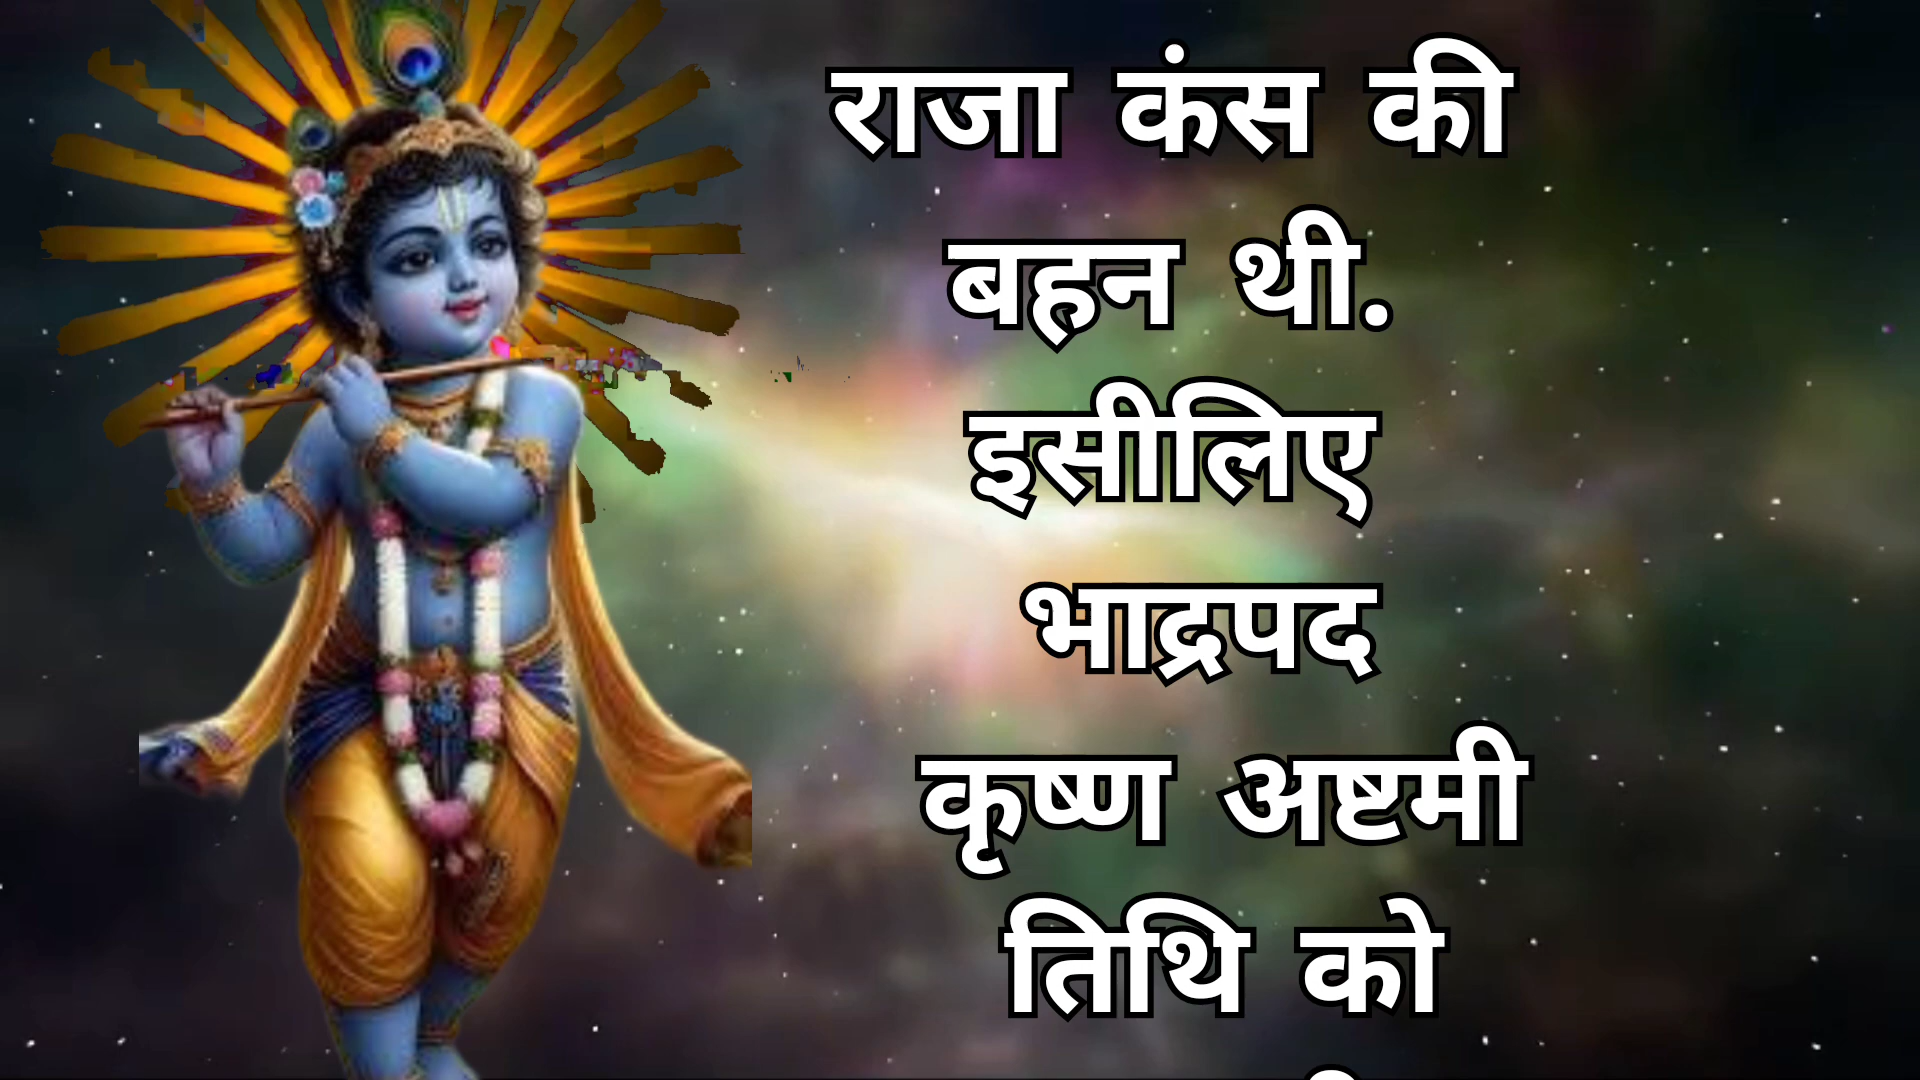 राजा कंस की
बहन थी.
इसीलिए
भाद्रपद
कृष्ण अष्टमी
तिथि को